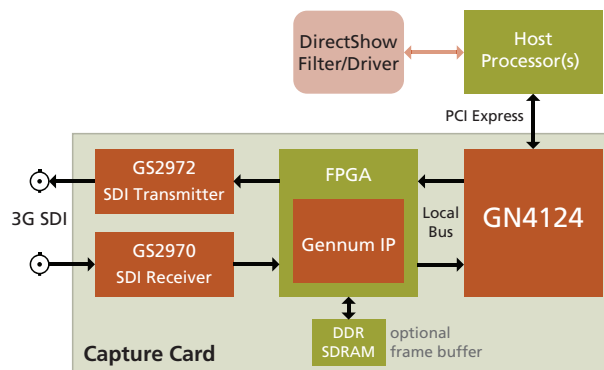 DirectShow
Filter/Driver
Host
Processor(s)
PCI Express
GS2972
SDI Transmitter
FPGA
3G SDI
Gennum IP
Local
Bus
GN4124
GS2970
SDI Receiver
DDR
SDRAM
optional
frame buffer
Capture Card